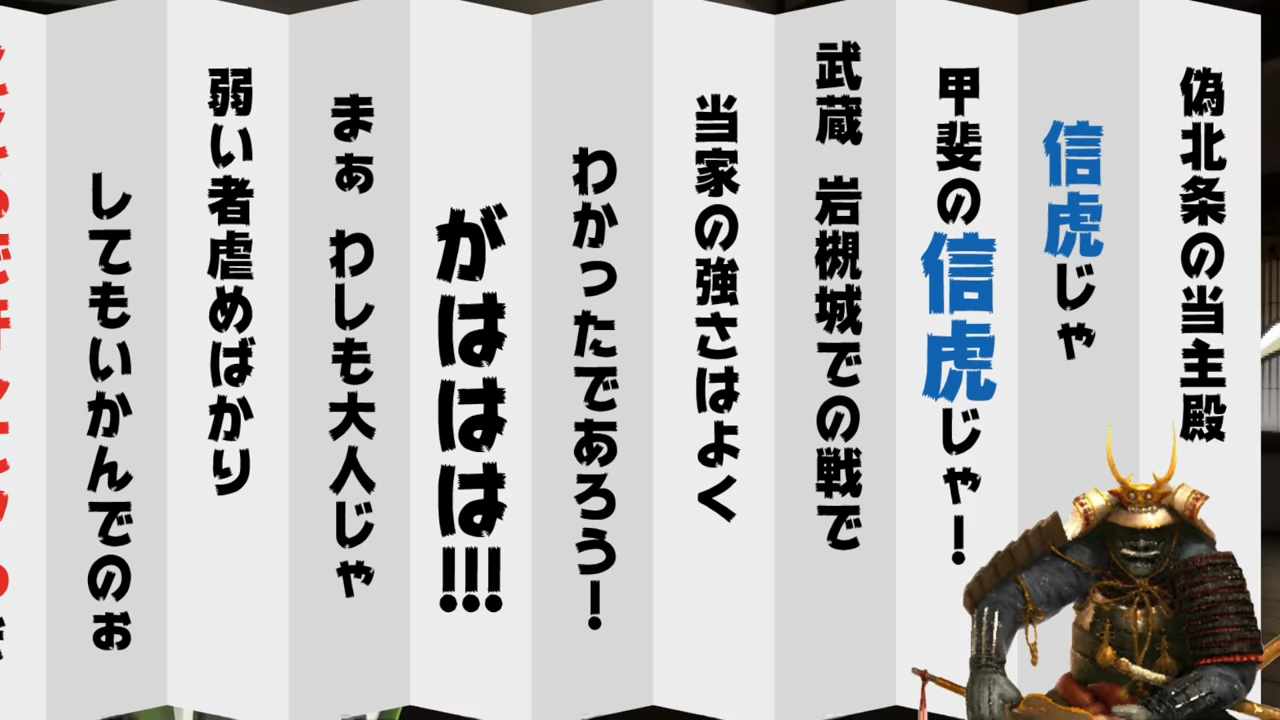 偽北条の当主殿
信虎じゃ
甲斐の信虎じゃ!
武蔵 岩槻城での戦で
当家の強さはよく
わかったであろう!
がははは!!!
まぁ わしも大人じゃ
弱い者虐めばかり
してもいかんでのぉ